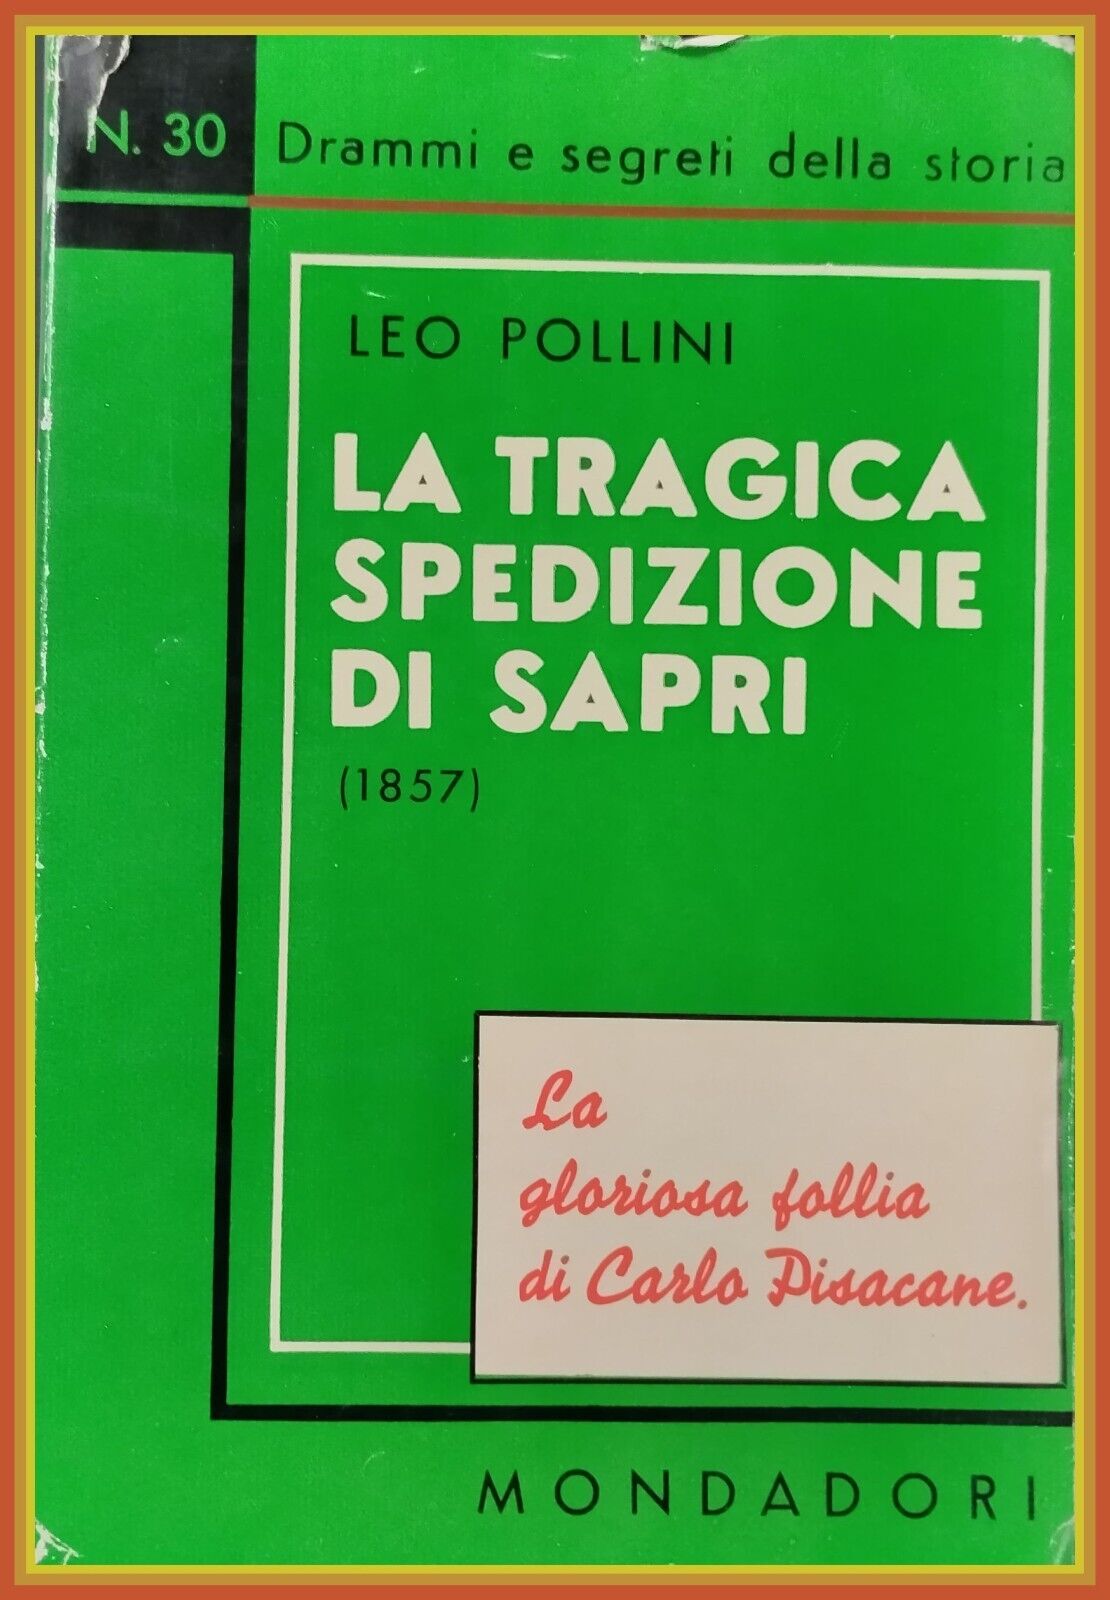 N. 30 Drammi e segreti della storia
LEO POLLINI
LA TRAGICA
SPEDIZIONE
DI SAPRI
(1857)
La
gloriosa follia
di Carlo Pisacane.
MONDADORI